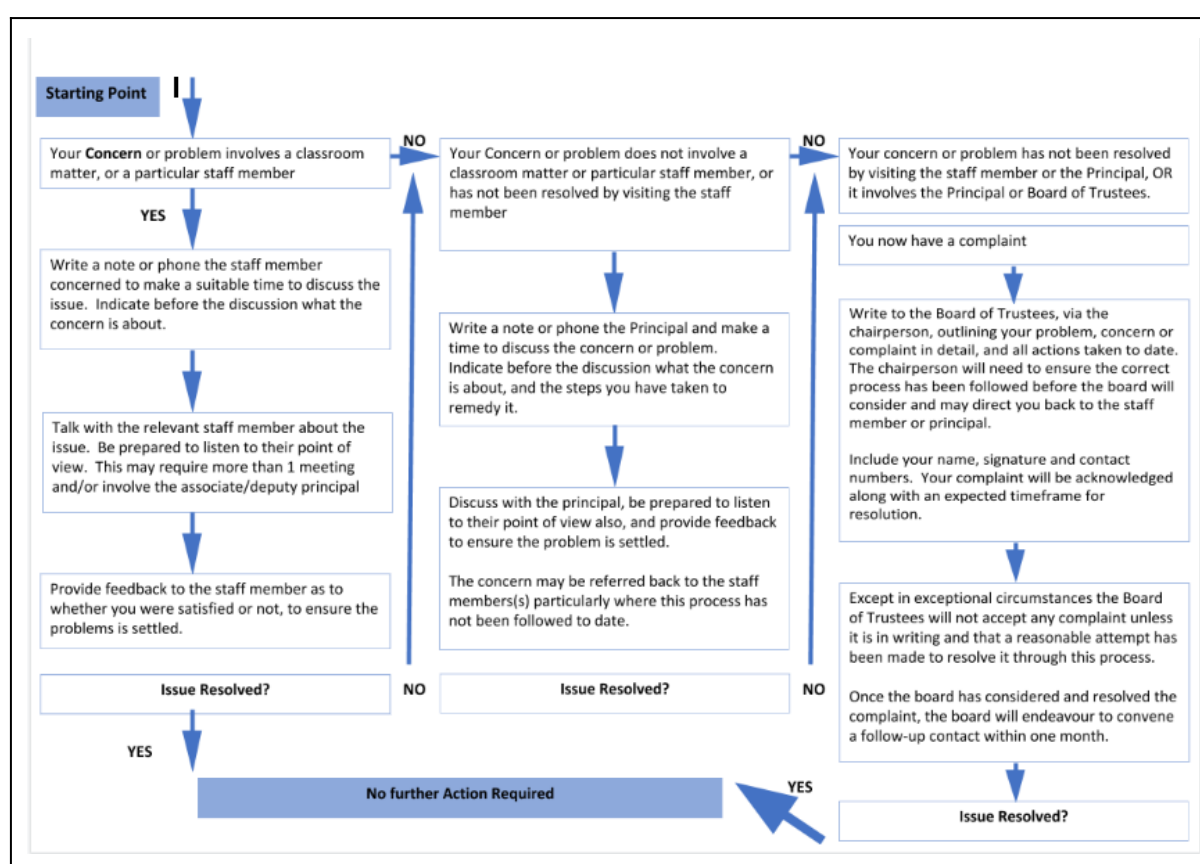 Starting Point
Your Concern or problem involves a classroom
matter, or a particular staff member
YES
Write a note or phone the staff member
concerned to make a suitable time to discuss the
issue.  Indicate before the discussion what the
concern is about.
Talk with the relevant staff member about the
issue.  Be prepared to listen to their point of
view.  This may require more than 1 meeting
and/or involve the associate/deputy principal
Provide feedback to the staff member as to
whether you were satisfied or not, to ensure the
problems is settled.
Issue Resolved?
YES
NO
NO
Your Concern or problem does not involve a
classroom matter or particular staff member, or
has not been resolved by visiting the staff
member
Write a note or phone the Principal and make a
time to discuss the concern or problem.
Indicate before the discussion what the concern
is about, and the steps you have taken to
remedy it.
Discuss with the principal, be prepared to listen
to their point of view also, and provide feedback
to ensure the problem is settled.
The concern may be referred back to the staff
members(s) particularly where this process has
not been followed to date.
Issue Resolved?
NO
NO
Your concern or problem has not been resolved
by visiting the staff member or the Principal, OR
it involves the Principal or Board of Trustees.
You now have a complaint
Write to the Board of Trustees, via the
chairperson, outlining your problem, concern or
complaint in detail, and all actions taken to date.
The chairperson will need to ensure the correct
process has been followed before the board will
consider and may direct you back to the staff
member or principal.
Include your name, signature and contact
numbers.  Your complaint will be acknowledged
along with an expected timeframe for
resolution.
Except in exceptional circumstances the Board
of Trustees will not accept any complaint unless
it is in writing and that a reasonable attempt has
been made to resolve it through this process.
Once the board has considered and resolved the
complaint, the board will endeavour to convene
a follow-up contact within one month.
Issue Resolved?
YES
No further Action Required